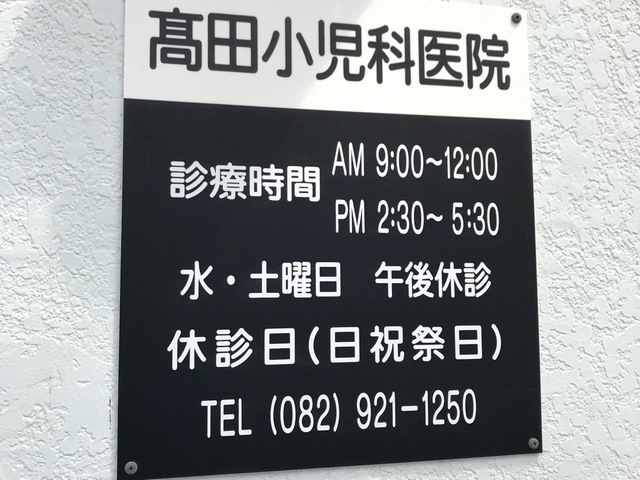 髙田小児科医院
診療時間 AM 9:00~12:00
PM 2:30~ 5:30
水・土曜日 午後休診
休診日(日祝祭日)
TEL (082) 921-1250